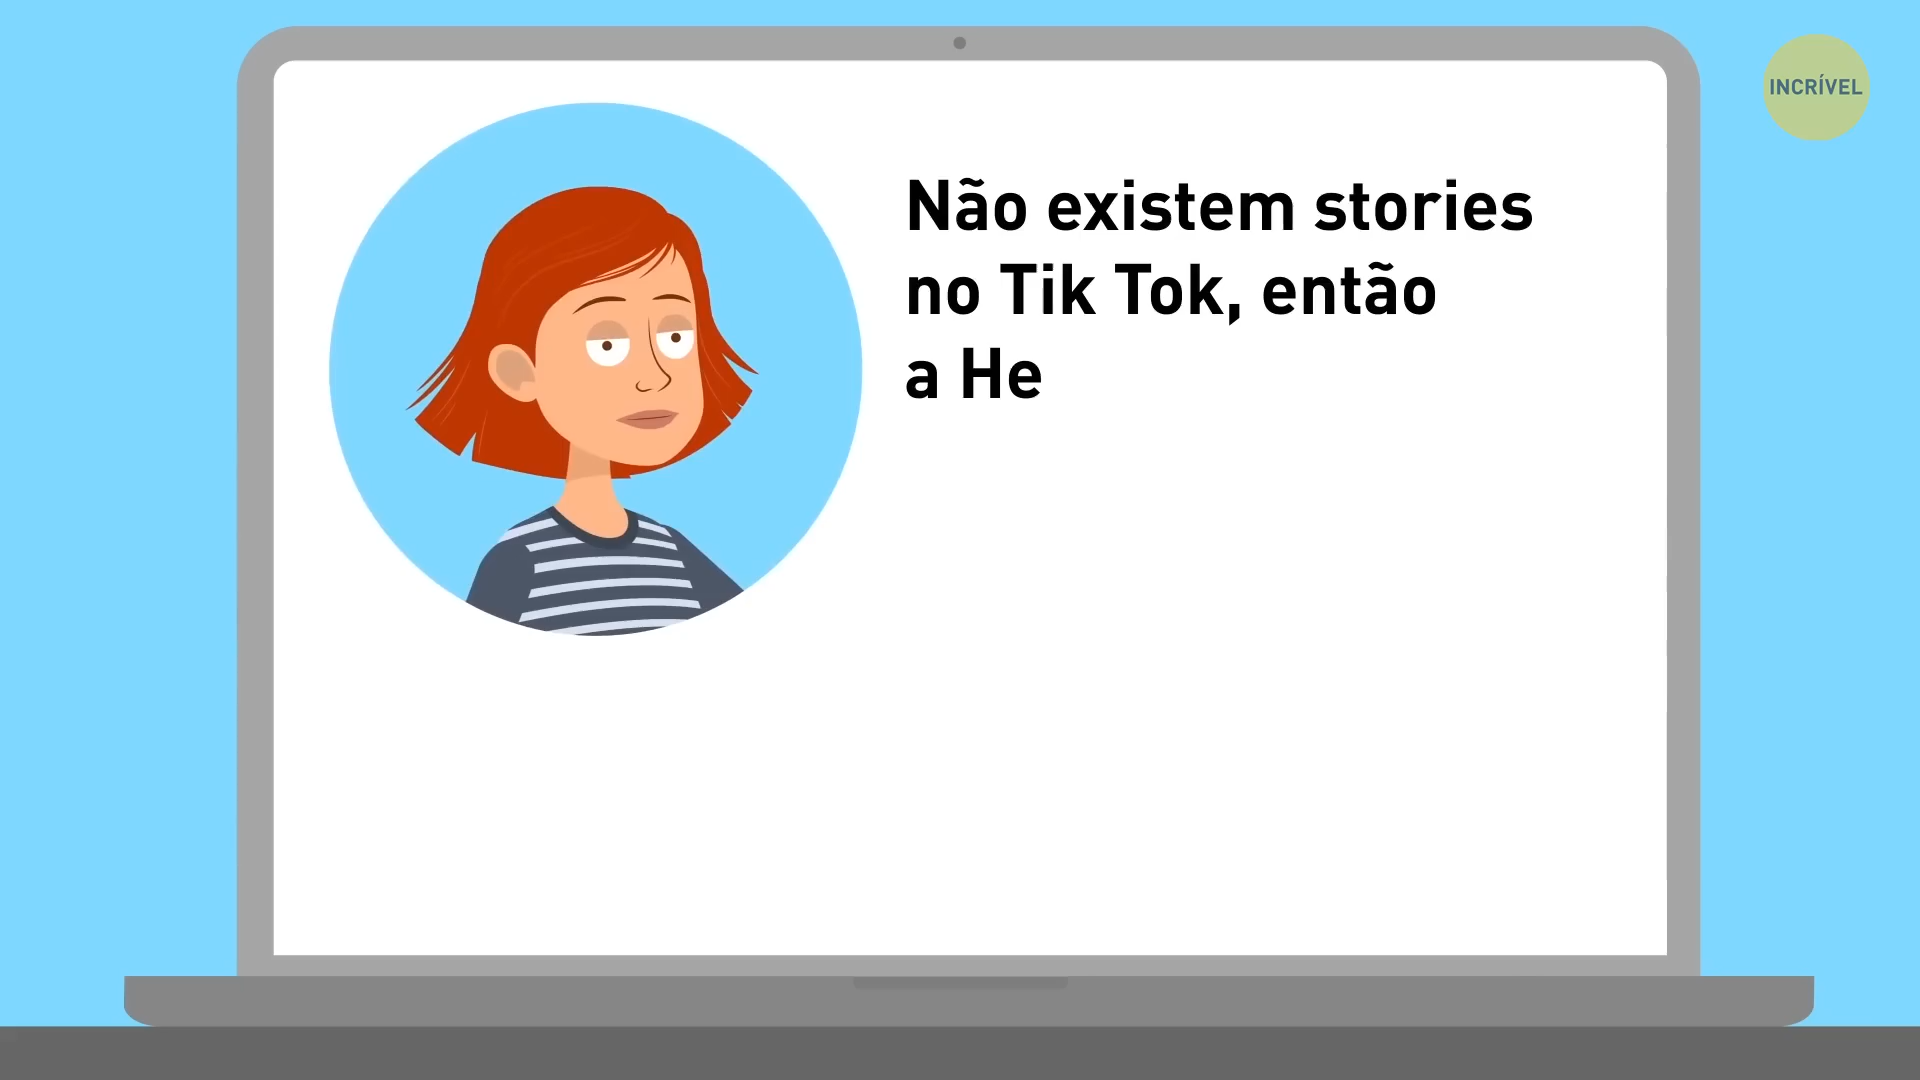 INCRÍVEL
Não existem stories
no Tik Tok, então
a He